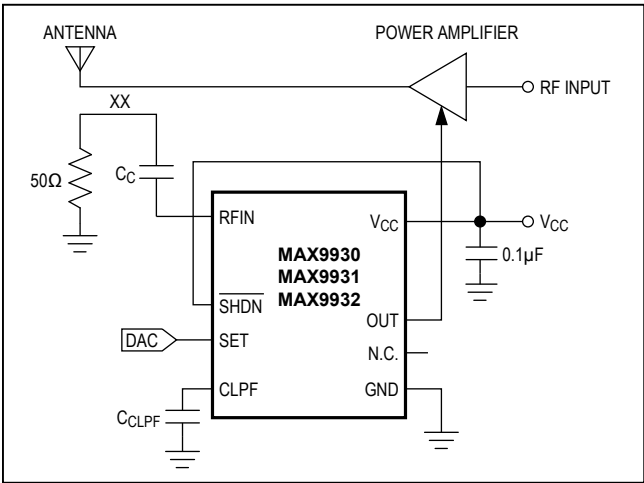 ANTENNA
POWER AMPLIFIER
RF INPUT
XX
50Ω
CC
RFIN
VCC
VCC
MAX9930
MAX9931
MAX9932
0.1µF
SHDN
OUT
DAC
SET
N.C.
CLPF
GND
CCLPF